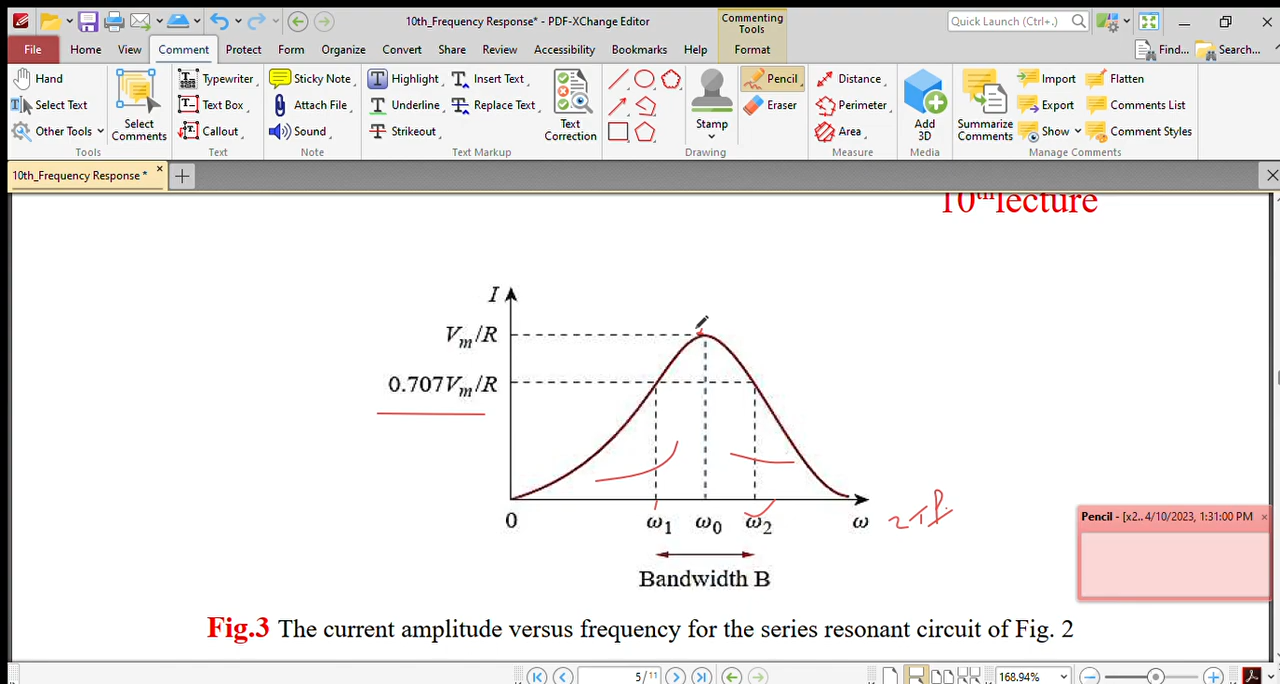 10th_Frequency Response* - PDF-XChange Editor
Commenting Tools
Quick Launch (Ctrl+.)
File Home View Comment Protect Form Organize Convert Share Review Accessibility Bookmarks Help Format
Find... Search...
Hand
Select Text
Other Tools
Select Comments
Tools
Typewriter
Text Box
Callout
Text
Sticky Note
Attach File
Sound
Note
Highlight
Underline
Strikeout
Insert Text
Replace Text
Text Correction
Text Markup
Stamp
Pencil
Eraser
Drawing
Distance
Perimeter
Area
Measure
Add 3D
Media
Summarize Comments
Import
Export
Show
Flatten
Comments List
Comment Styles
Manage Comments
10th_Frequency Response *
10th lecture
I
Vm/R
0.707Vm/R
0 ω1 ω0 ω2 ω 2πf
Bandwidth B
Pencil - [x2.. 4/10/2023, 1:31:00 PM
Fig.3 The current amplitude versus frequency for the series resonant circuit of Fig. 2
5/11
168.94%